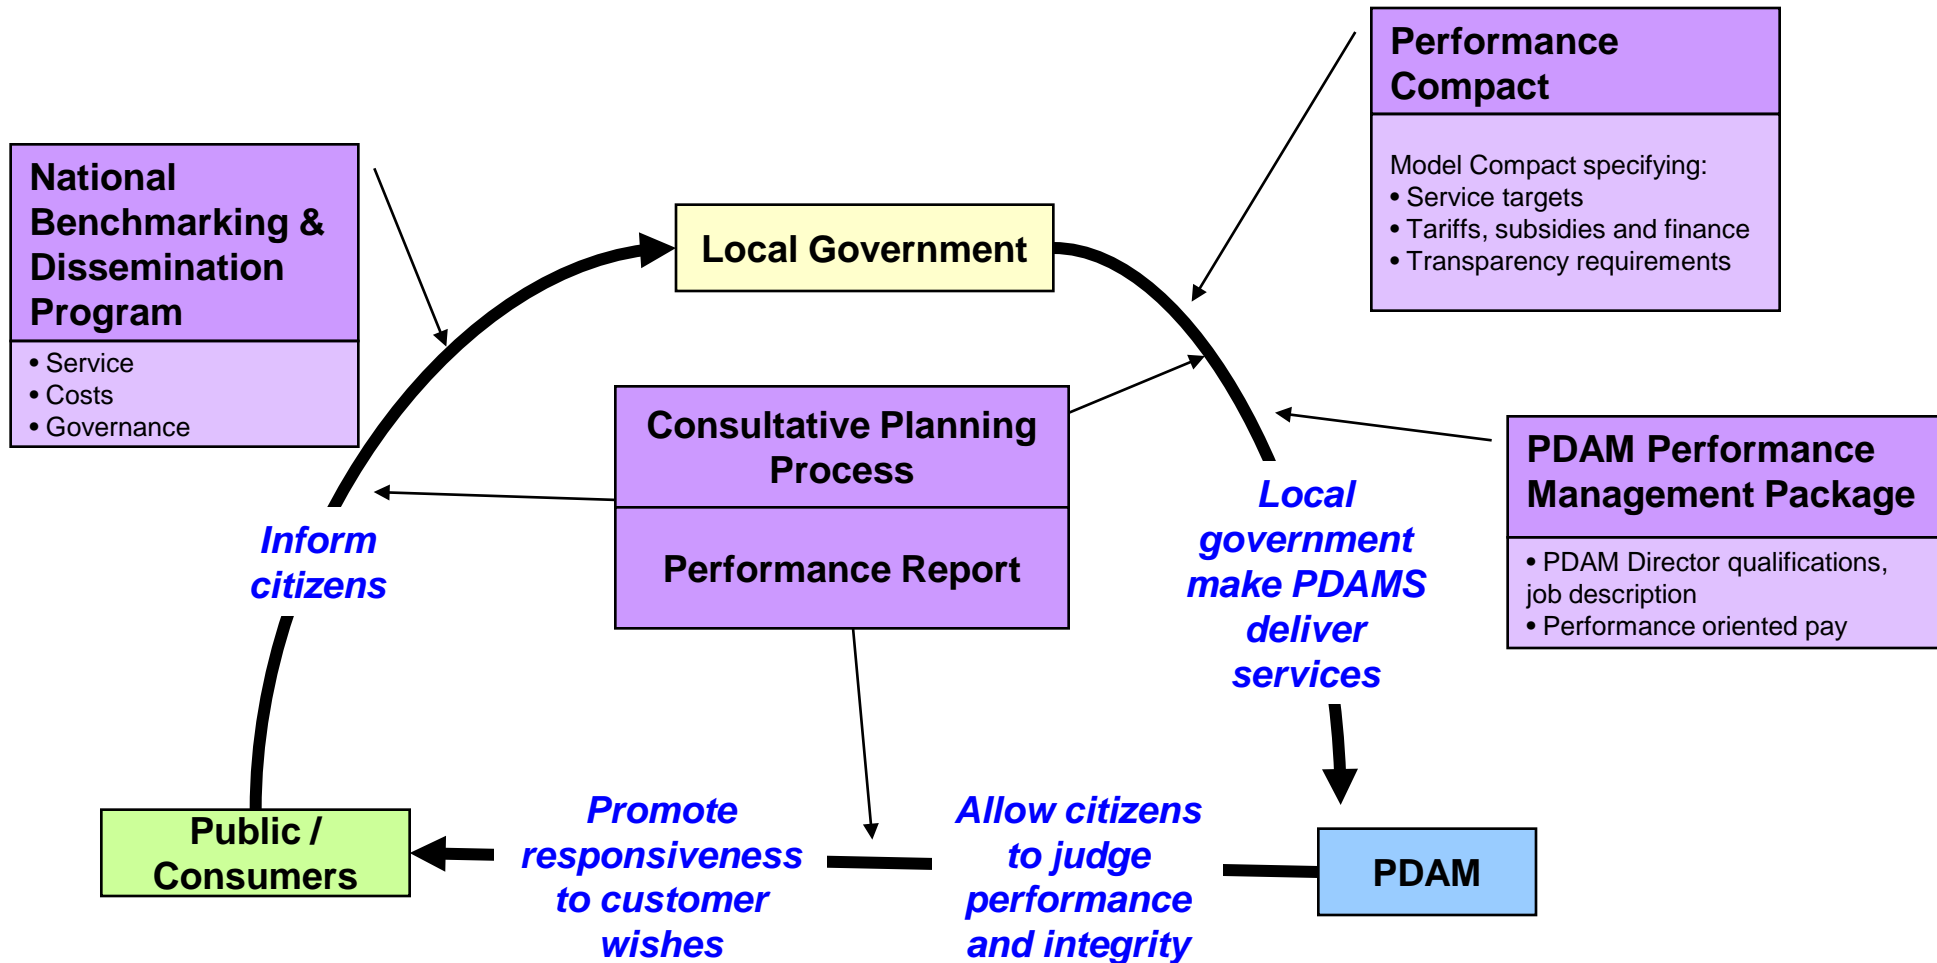 Performance
Compact
Model Compact specifying:
• Service targets
• Tariffs, subsidies and finance
• Transparency requirements
National
Benchmarking &
Dissemination
Program
• Service
• Costs
• Governance
Local Government
Consultative Planning
Process
Performance Report
PDAM Performance
Management Package
• PDAM Director qualifications,
job description
• Performance oriented pay
Inform
citizens
Local
government
make PDAMS
deliver
services
Public /
Consumers
Promote
responsiveness
to customer
wishes
Allow citizens
to judge
performance
and integrity
PDAM